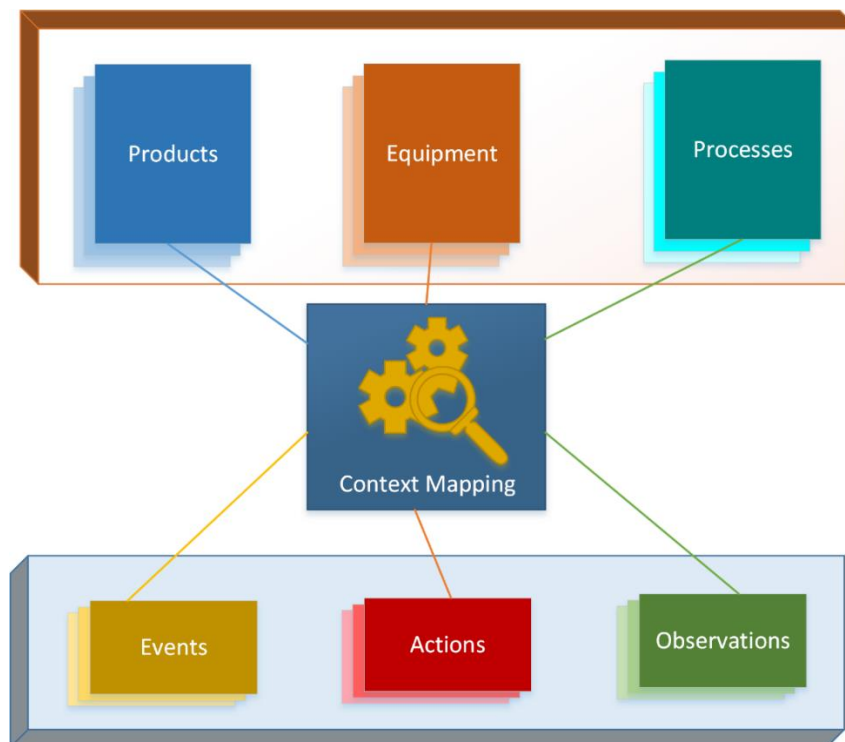 Products
Equipment
Processes
Context Mapping
Events
Actions
Observations